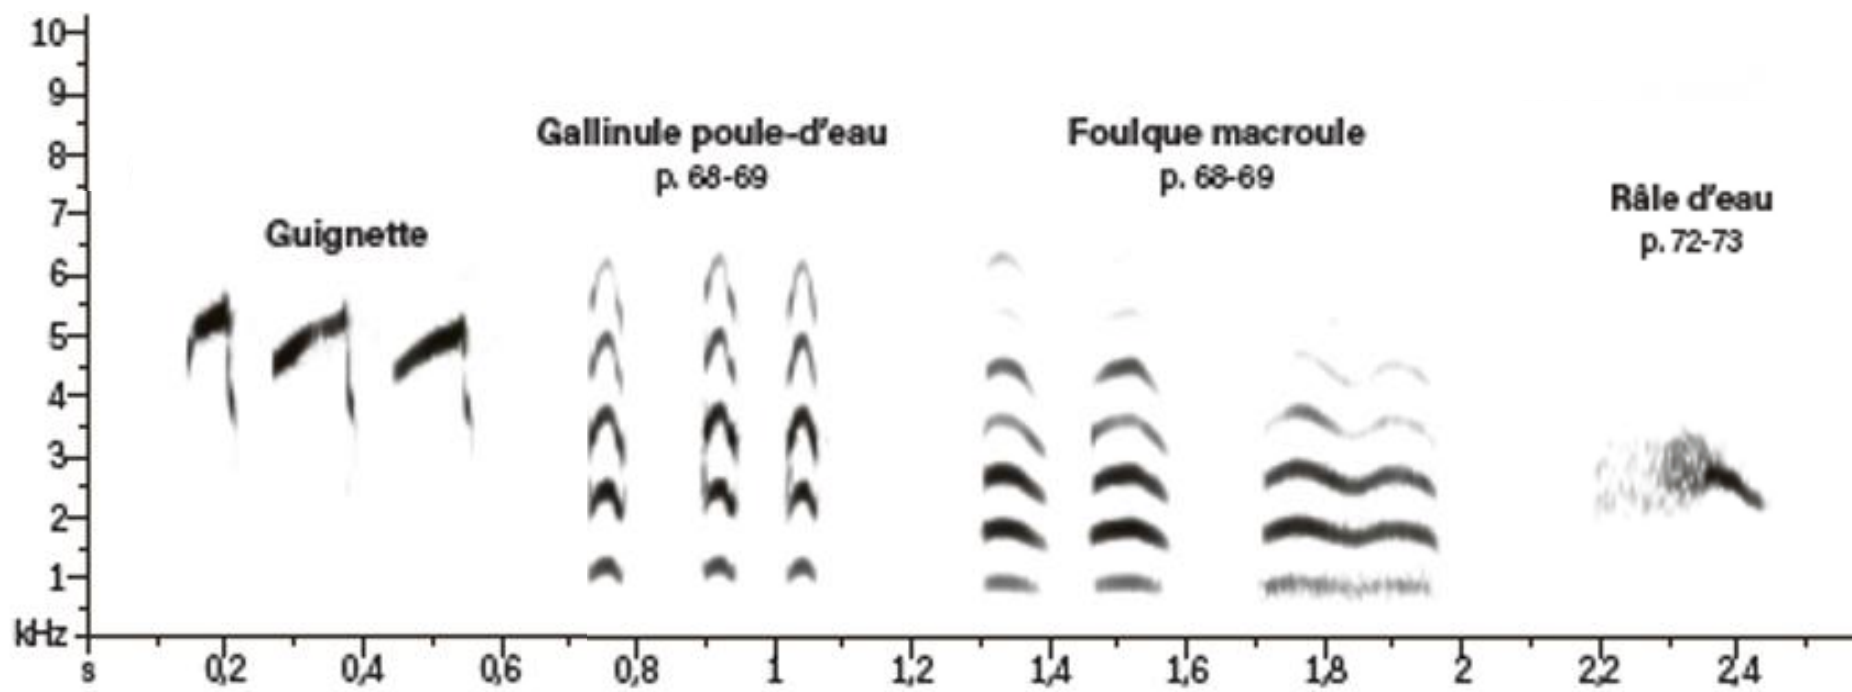 10
9
8
7
6
5
4
3
2
1
kHz
Gallinule poule-d'eau
p. 68-69
Foulque macroule
p. 68-69
Râle d'eau
p. 72-73
Guignette
s 0,2 0,4 0,6 0,8 1 1,2 1,4 1,6 1,8 2 2,2 2,4